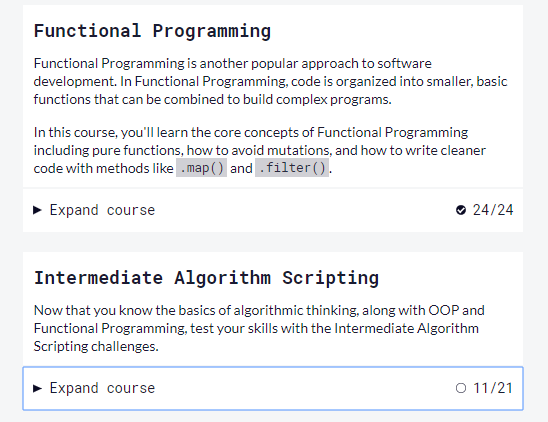 Functional Programming
Functional Programming is another popular approach to software
development. In Functional Programming, code is organized into smaller, basic
functions that can be combined to build complex programs.
In this course, you'll learn the core concepts of Functional Programming
including pure functions, how to avoid mutations, and how to write cleaner
code with methods like .map() and .filter().
▶ Expand course 24/24
Intermediate Algorithm Scripting
Now that you know the basics of algorithmic thinking, along with OOP and
Functional Programming, test your skills with the Intermediate Algorithm
Scripting challenges.
▶ Expand course 11/21